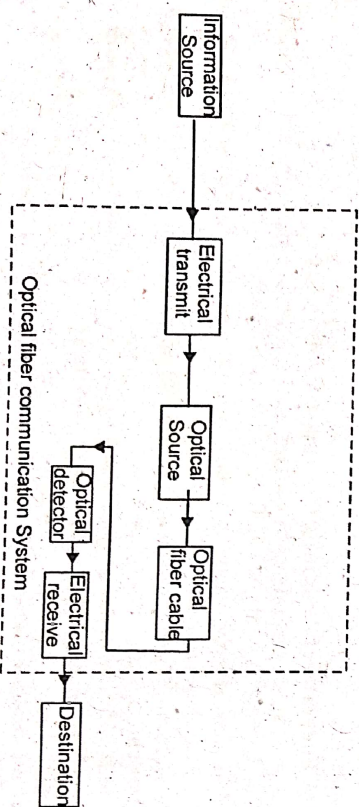 Information
Source
Electrical
transmit
Optical
Source
Optical
fiber cable
Optical
detector
Electrical
receive
Destination
Optical fiber communication System